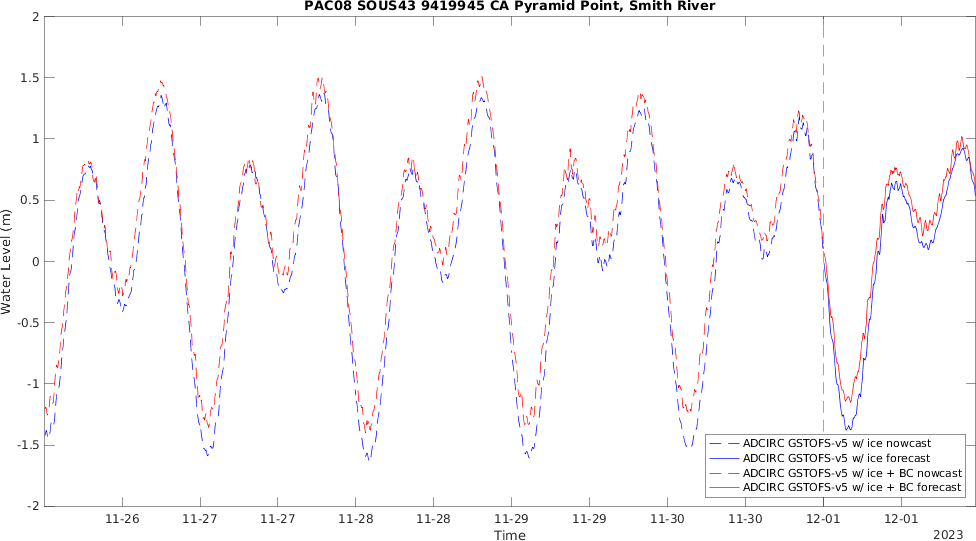 PAC08 SOUS43 9419945 CA Pyramid Point, Smith River
2
1.5
1
0.5
0
-0.5
-1
-1.5
-2
Water Level (m)
ADCIRC GSTOFS-v5 w/ ice nowcast
ADCIRC GSTOFS-v5 w/ ice forecast
ADCIRC GSTOFS-v5 w/ ice + BC nowcast
ADCIRC GSTOFS-v5 w/ ice + BC forecast
11-26 11-27 11-27 11-28 11-28 11-29 11-29 11-30 11-30 12-01 12-01
Time
2023